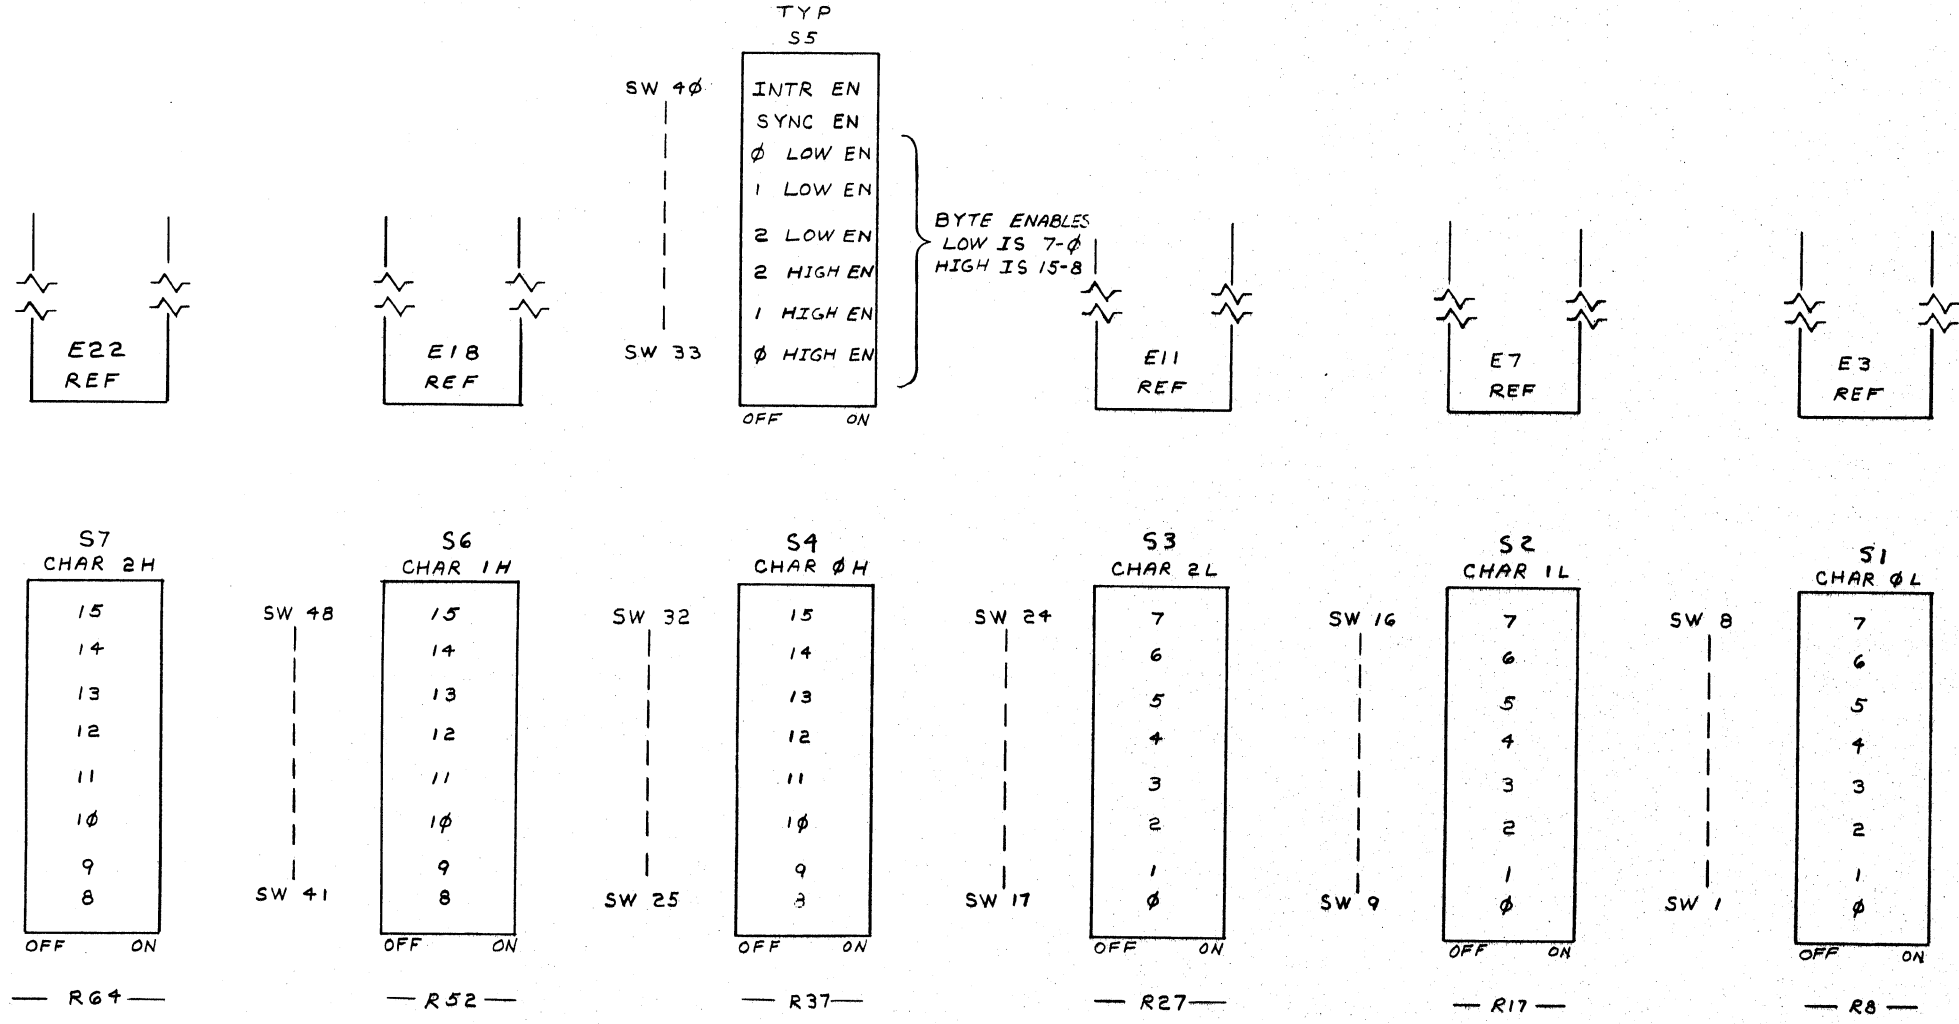 TYP
S5
SW 4Ø
INTR EN
SYNC EN
Ø LOW EN
1 LOW EN
2 LOW EN
2 HIGH EN
1 HIGH EN
Ø HIGH EN
SW 33
OFF ON
BYTE ENABLES
LOW IS 7-Ø
HIGH IS 15-8
E22
REF
E18
REF
E11
REF
E7
REF
E3
REF
S7
CHAR 2H
15
14
13
12
11
1Ø
9
8
OFF ON
R64
SW 48
SW 41
S6
CHAR 1H
15
14
13
12
11
1Ø
9
8
OFF ON
R52
SW 32
SW 25
S4
CHAR ØH
15
14
13
12
11
1Ø
9
8
OFF ON
R37
SW 24
SW 17
S3
CHAR 2L
7
6
5
4
3
2
1
Ø
OFF ON
R27
SW 16
SW 9
S2
CHAR 1L
7
6
5
4
3
2
1
Ø
OFF ON
R17
SW 8
SW 1
S1
CHAR ØL
7
6
5
4
3
2
1
Ø
OFF ON
R8